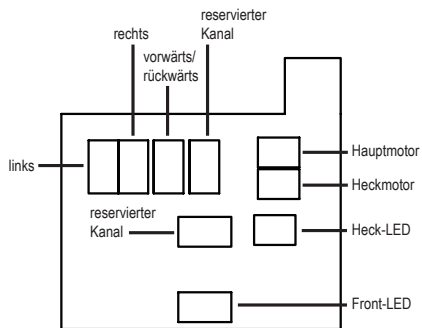 reservierter
Kanal
rechts
vorwärts/
rückwärts
links
Hauptmotor
Heckmotor
reservierter
Kanal
Heck-LED
Front-LED